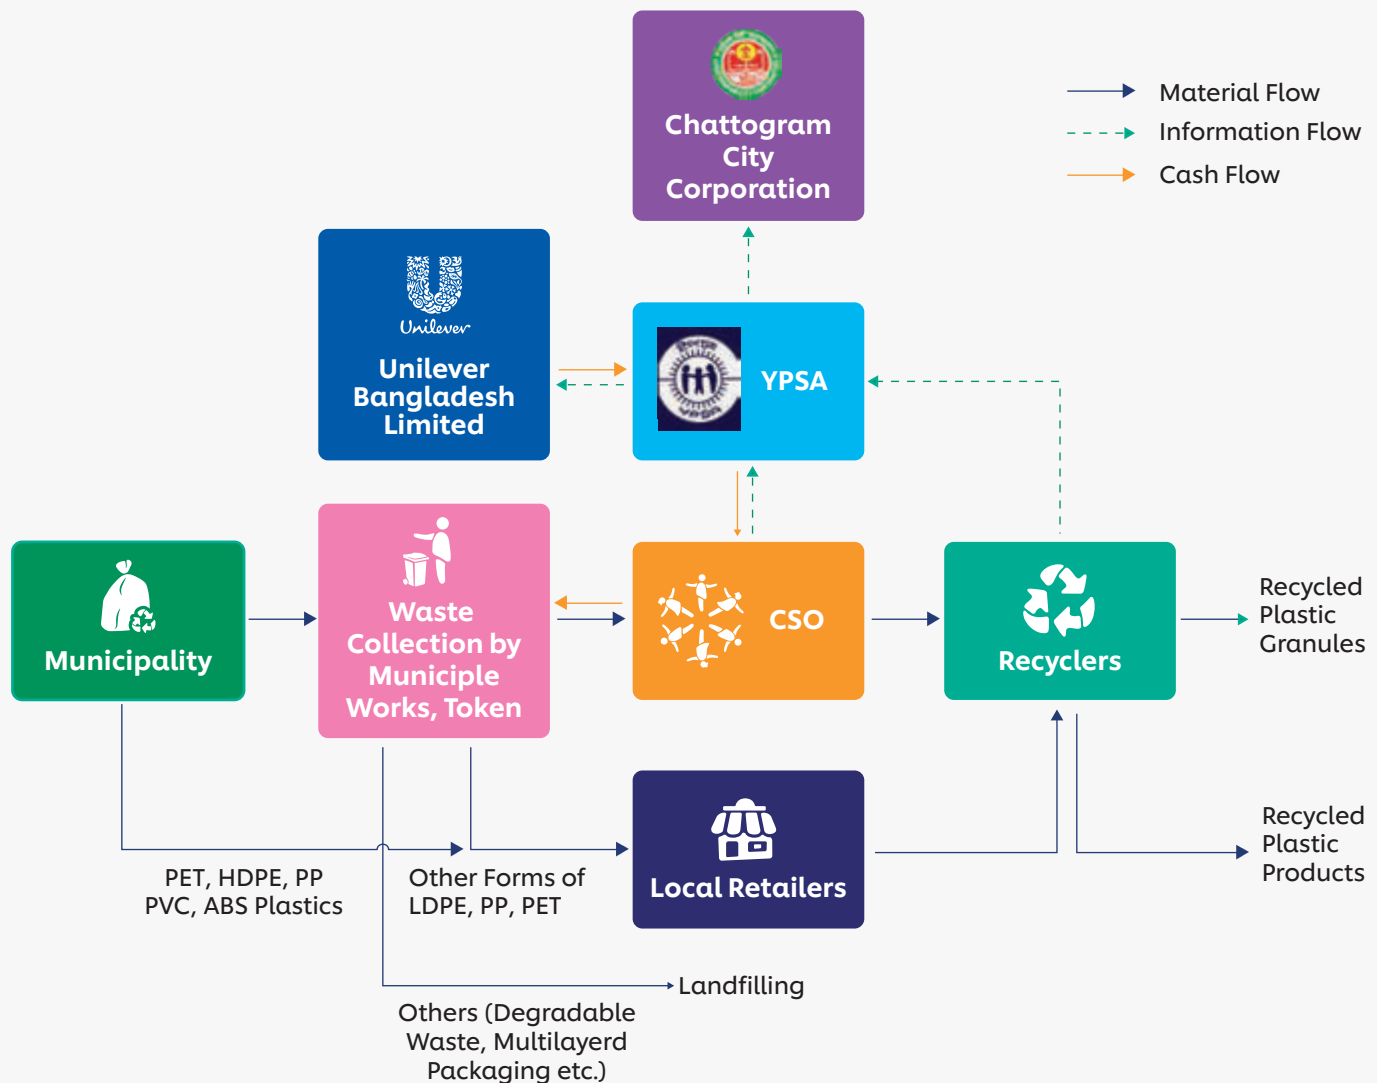 Chattogram
City
Corporation
Material Flow
Information Flow
Cash Flow
Unilever
Unilever
Bangladesh
Limited
YPSA
Municipality
Waste
Collection by
Municiple
Works, Token
CSO
Recyclers
Recycled
Plastic
Granules
PET, HDPE, PP
PVC, ABS Plastics
Other Forms of
LDPE, PP, PET
Local Retailers
Recycled
Plastic
Products
Landfilling
Others (Degradable
Waste, Multilayerd
Packaging etc.)